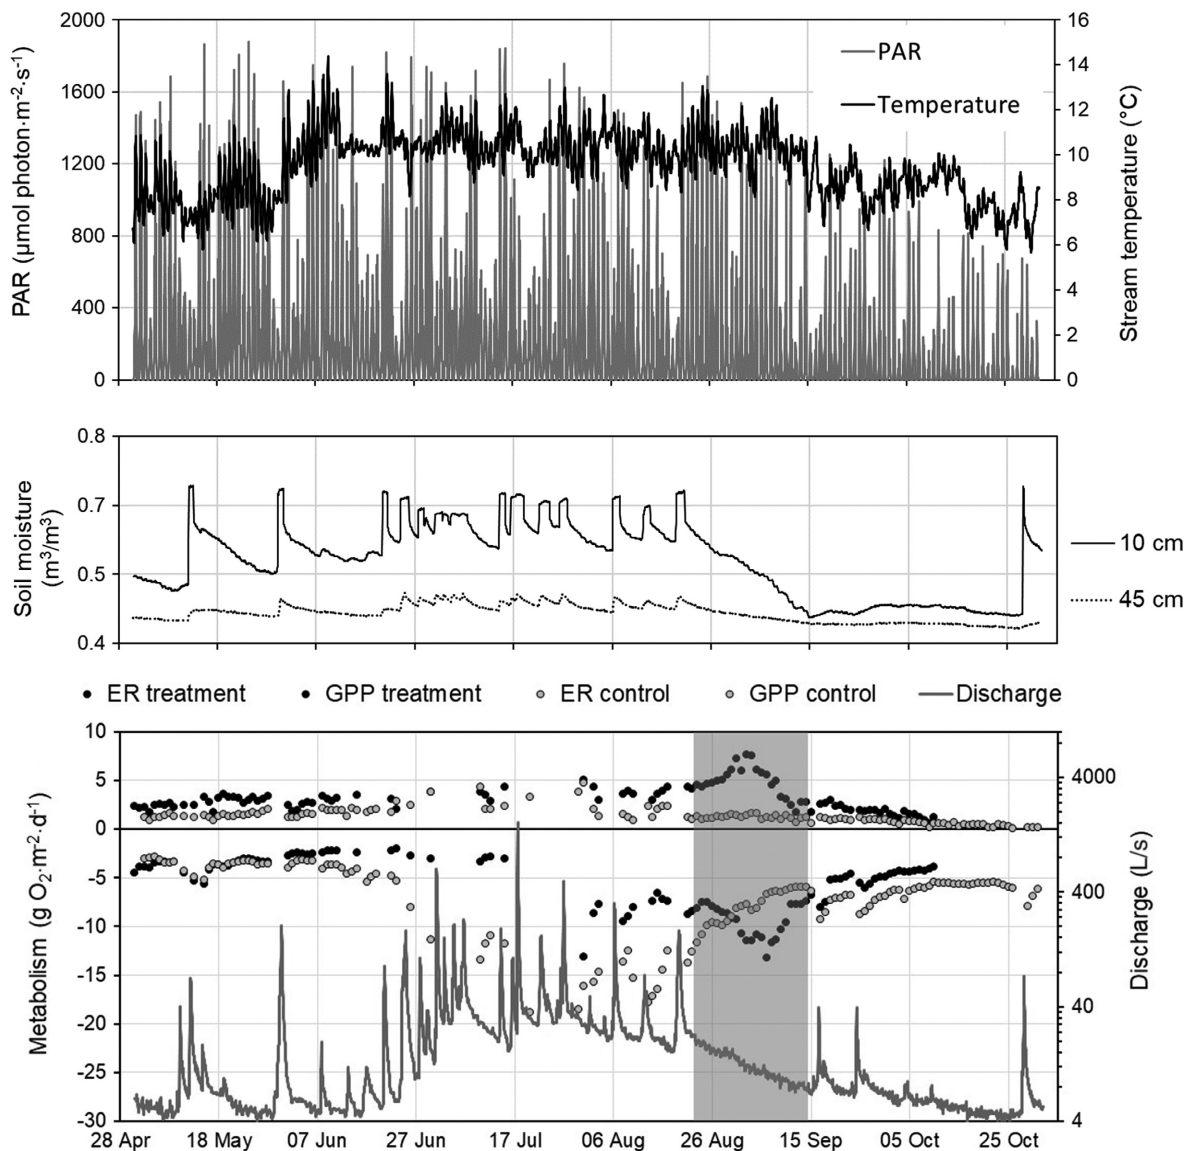 2000
1600
1200
800
400
0
PAR (µmol photon·m⁻²·s⁻¹)
PAR
Temperature
16
14
12
10
8
6
4
2
0
Stream temperature (°C)
0.8
0.7
0.5
0.4
Soil moisture
(m³/m³)
10 cm
45 cm
ER treatment GPP treatment ER control GPP control Discharge
10
5
0
-5
-10
-15
-20
-25
-30
Metabolism (g O₂·m⁻²·d⁻¹)
4000
400
40
4
Discharge (L/s)
28 Apr 18 May 07 Jun 27 Jun 17 Jul 06 Aug 26 Aug 15 Sep 05 Oct 25 Oct